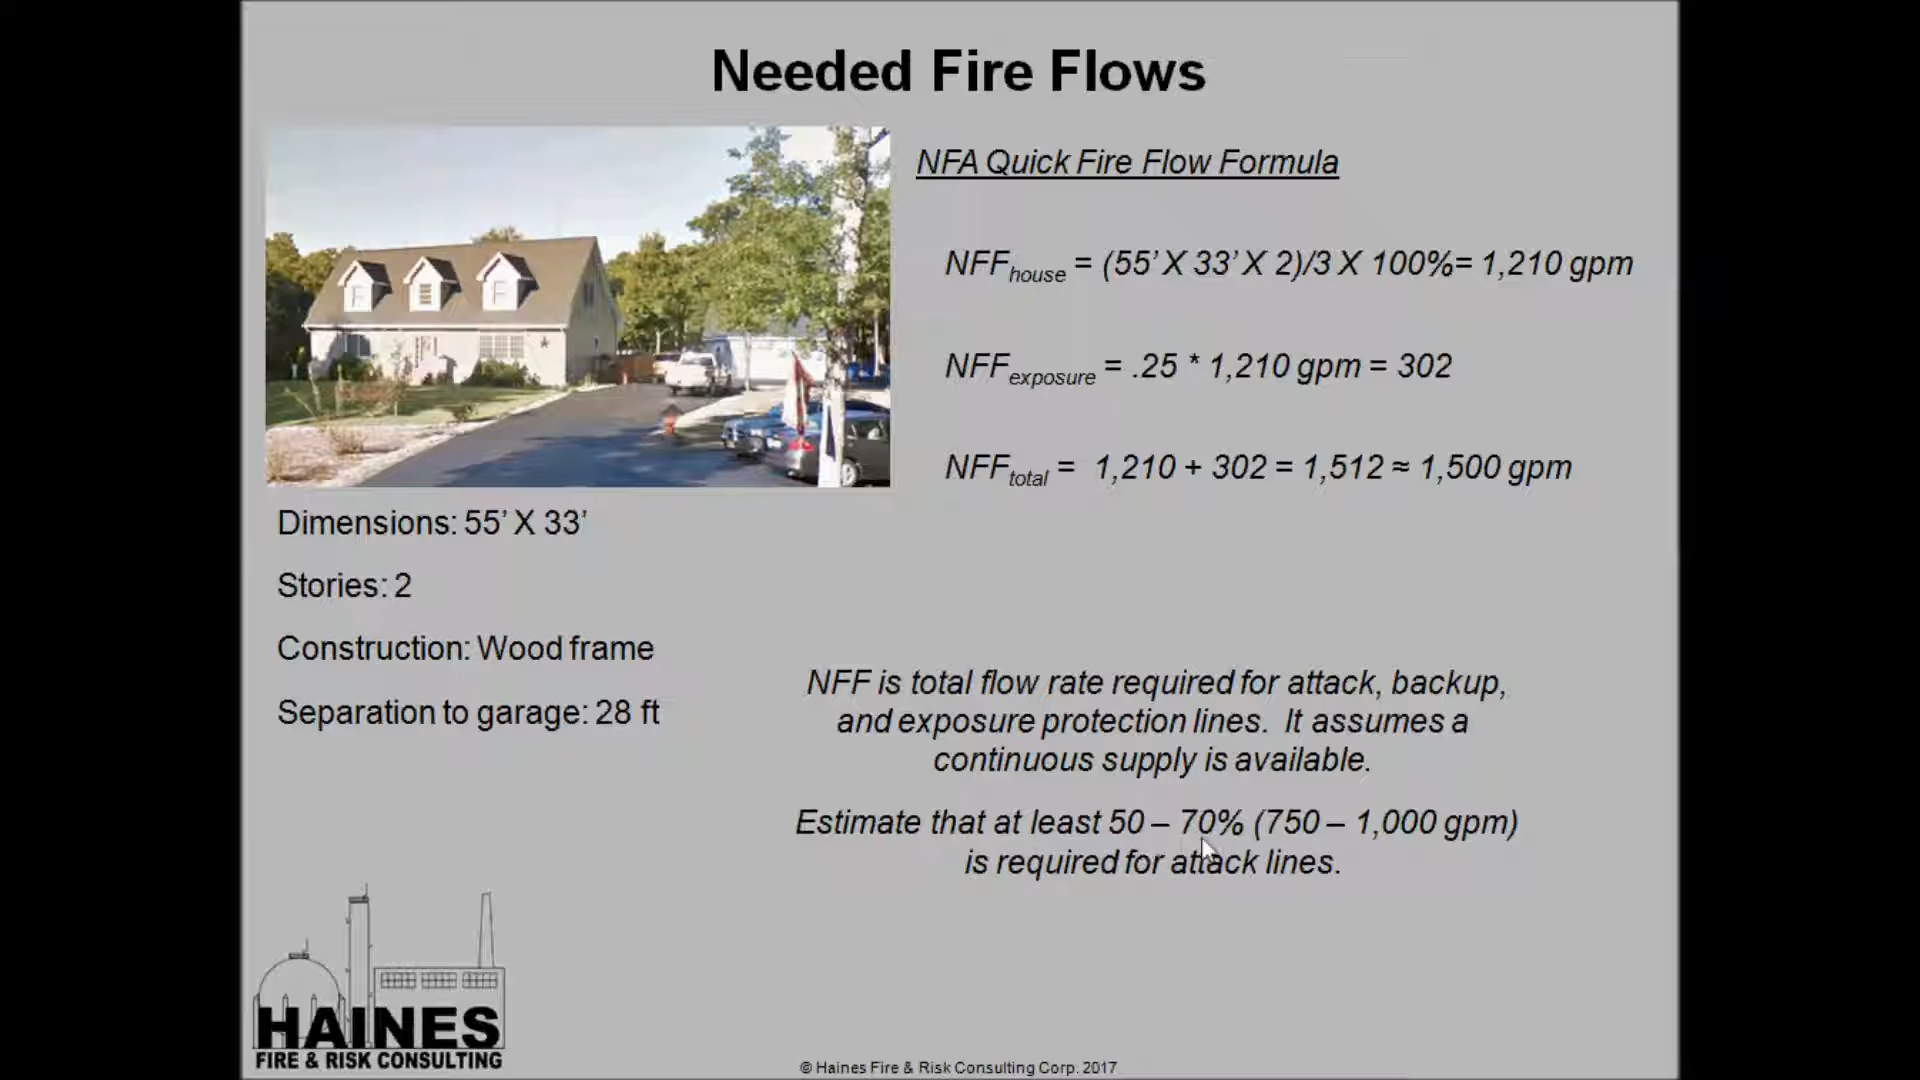 Needed Fire Flows
NFA Quick Fire Flow Formula
NFFhouse = (55’ X 33’ X 2)/3 X 100%= 1,210 gpm
NFFexposure = .25 * 1,210 gpm = 302
NFFtotal = 1,210 + 302 = 1,512 ≈ 1,500 gpm
Dimensions: 55’ X 33’
Stories: 2
Construction: Wood frame
Separation to garage: 28 ft
NFF is total flow rate required for attack, backup,
and exposure protection lines. It assumes a
continuous supply is available.
Estimate that at least 50 – 70% (750 – 1,000 gpm)
is required for attack lines.
HAINES
FIRE & RISK CONSULTING
© Haines Fire & Risk Consulting Corp. 2017